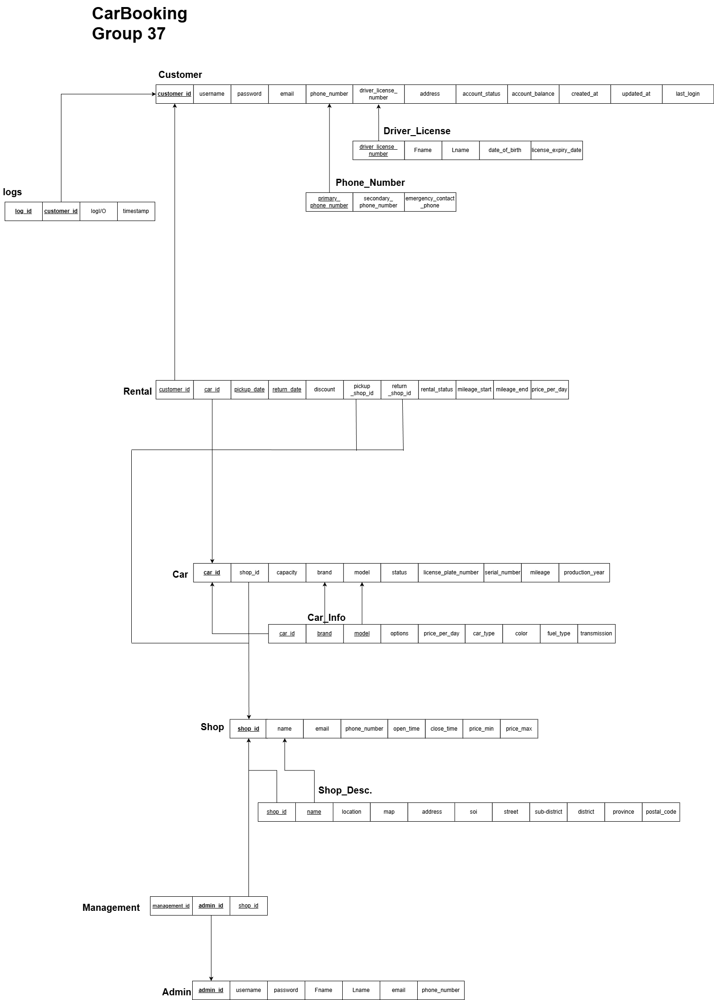 CarBooking
Group 37
Customer
customer_id username password email phone_number driver_license_ address account_status account_balance created_at updated_at last_login
number
Driver_License
driver_license_ Fname Lname date_of_birth license_expiry_date
number
Phone_Number
primary_ secondary_ emergency_contact
phone_number phone_number _phone
logs
log_id customer_id logI/O timestamp
Rental
customer_id car_id pickup_date return_date discount pickup return rental_status mileage_start mileage_end price_per_day
_shop_id _shop_id
Car
car_id shop_id capacity brand model status license_plate_number serial_number mileage production_year
Car_Info
car_id brand model options price_per_day car_type color fuel_type transmission
Shop
shop_id name email phone_number open_time close_time price_min price_max
Shop_Desc.
shop_id name location map address soi street sub-district district province postal_code
Management
management_id admin_id shop_id
Admin
admin_id username password Fname Lname email phone_number